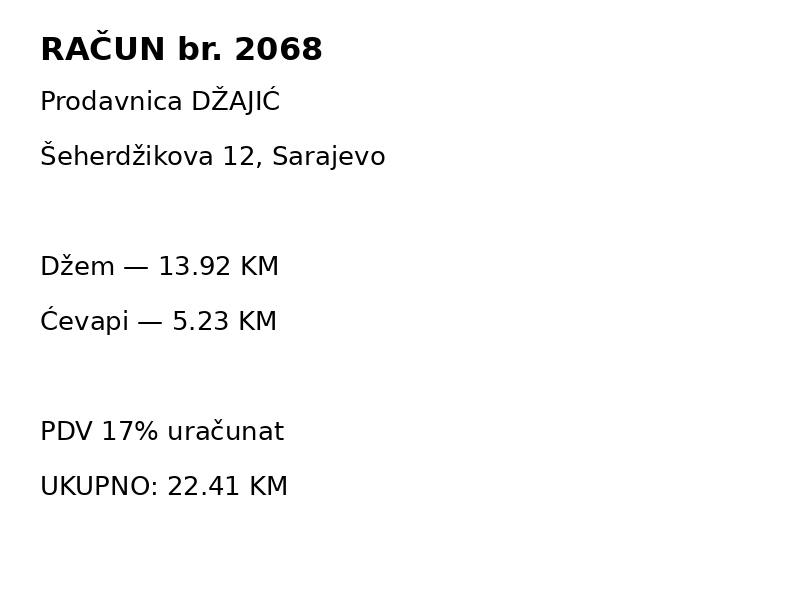 RAČUN br. 2068
Prodavnica DŽAJIĆ
Šeherdžikova 12, Sarajevo
Džem — 13.92 KM
Ćevapi — 5.23 KM
PDV 17% uračunat
UKUPNO: 22.41 KM